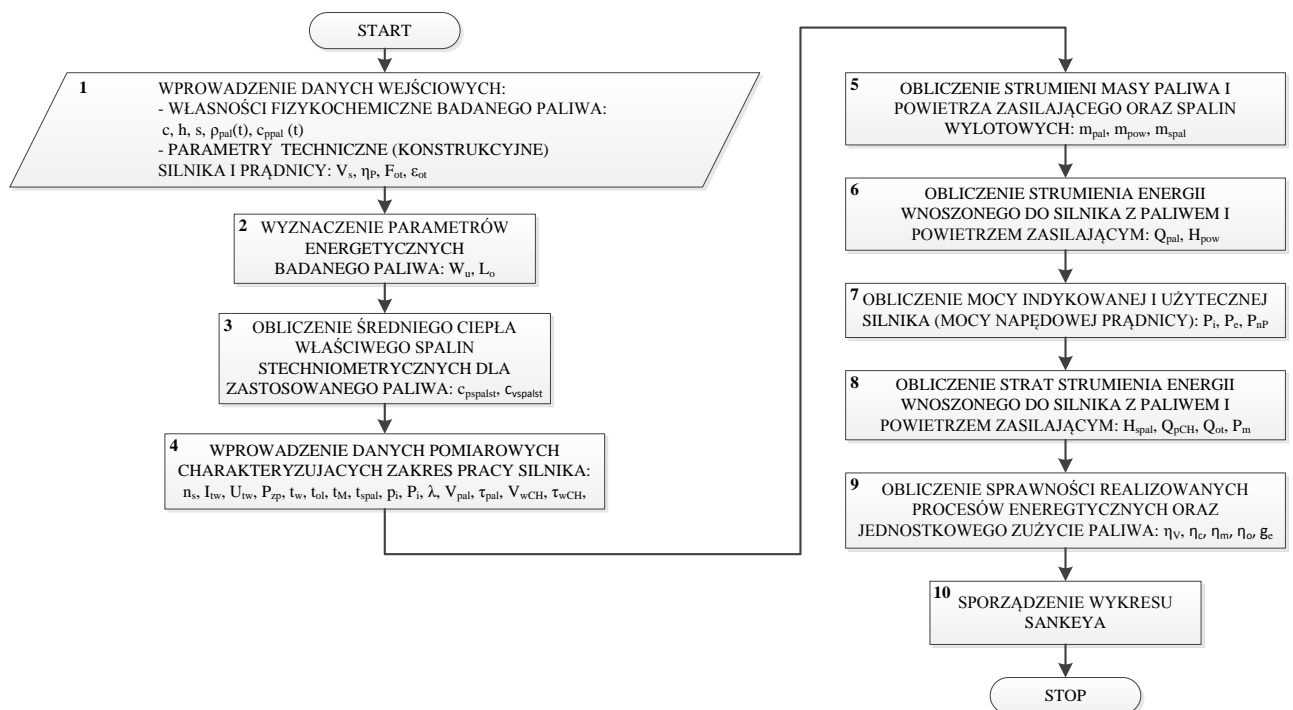 START
1
WPROWADZENIE DANYCH WEJŚCIOWYCH:
- WŁASNOŚCI FIZYKOCHEMICZNE BADANEGO PALIWA:
c, h, s, ρpal(t), cppal (t)
- PARAMETRY TECHNICZNE (KONSTRUKCYJNE)
SILNIKA I PRĄDNICY: Vs, ηP, Fot, εot
2
WYZNACZENIE PARAMETRÓW
ENERGETYCZNYCH
BADANEGO PALIWA: Wu, Lo
3
OBLICZENIE ŚREDNIEGO CIEPŁA
WŁAŚCIWEGO SPALIN
STECHNIOMETRYCZNYCH DLA
ZASTOSOWANEGO PALIWA: cpspalst, cvspalst
4
WPROWADZENIE DANYCH POMIAROWYCH
CHARAKTERYZUJACYCH ZAKRES PRACY SILNIKA:
ns, Itw, Utw, Pzp, tw, tol, tM, tspal, pi, Pi, λ, Vpal, τpal, VwCH, τwCH,
5
OBLICZENIE STRUMIENI MASY PALIWA I
POWIETRZA ZASILAJĄCEGO ORAZ SPALIN
WYLOTOWYCH: mpal, mpow, mspal
6
OBLICZENIE STRUMIENIA ENERGII
WNOSZONEGO DO SILNIKA Z PALIWEM I
POWIETRZEM ZASILAJĄCYM: Qpal, Hpow
7
OBLICZENIE MOCY INDYKOWANEJ I UŻYTECZNEJ
SILNIKA (MOCY NAPĘDOWEJ PRĄDNICY): Pi, Pe, PnP
8
OBLICZENIE STRAT STRUMIENIA ENERGII
WNOSZONEGO DO SILNIKA Z PALIWEM I
POWIETRZEM ZASILAJĄCYM: Hspal, QpCH, Qot, Pm
9
OBLICZENIE SPRAWNOŚCI REALIZOWANYCH
PROCESÓW ENEREGTYCZNYCH ORAZ
JEDNOSTKOWEGO ZUŻYCIE PALIWA: ηV, ηc, ηm, ηo, ge
10
SPORZĄDZENIE WYKRESU
SANKEYA
STOP